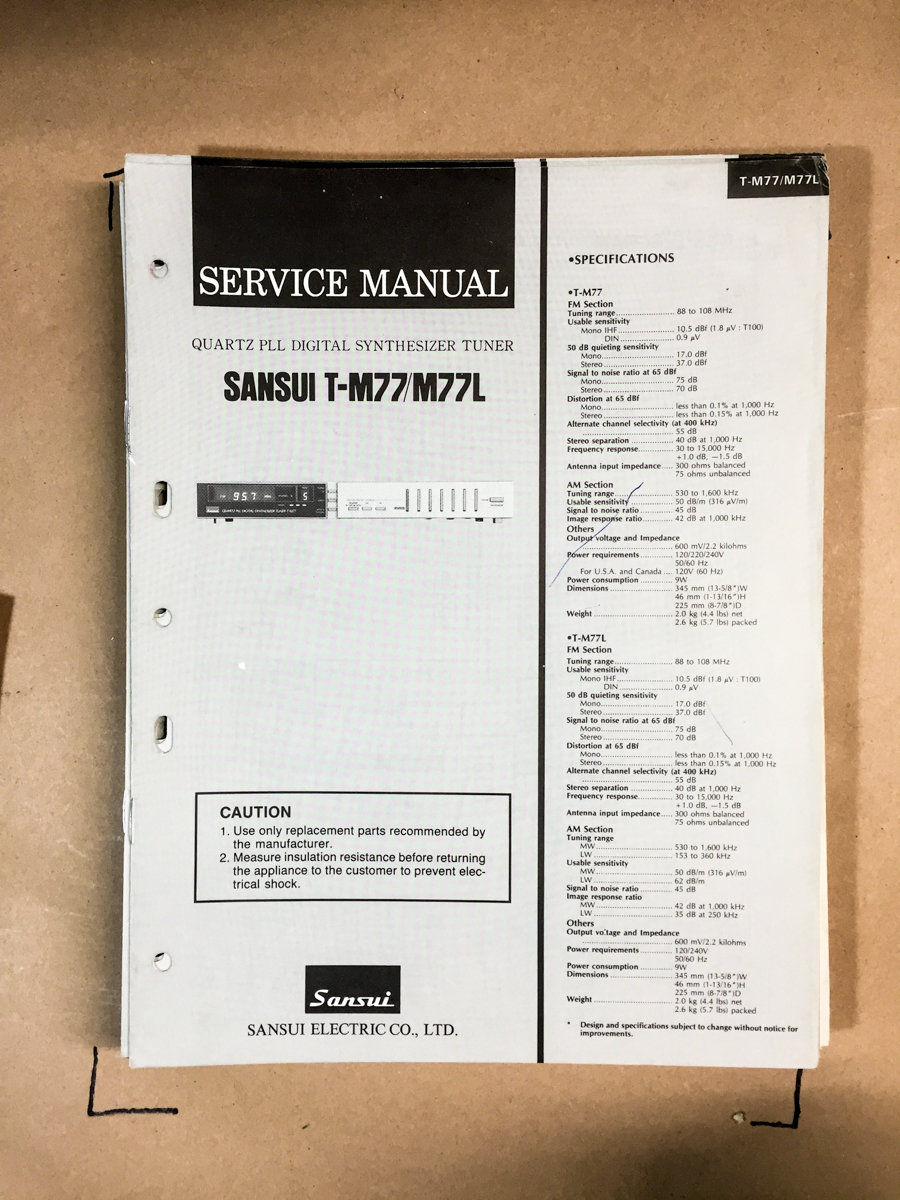 SERVICE MANUAL
QUARTZ PLL DIGITAL SYNTHESIZER TUNER
SANSUI T-M77/M77L
957
5
QUARTZ PLL DIGITAL SYNTHESIZER TUNER T-M77
CAUTION
1. Use only replacement parts recommended by
the manufacturer.
2. Measure insulation resistance before returning
the appliance to the customer to prevent elec-
trical shock.
Sansui
SANSUI ELECTRIC CO., LTD.
T-M77/M77L
•SPECIFICATIONS
•T-M77
FM Section
Tuning range........................ 88 to 108 MHz
Usable sensitivity
Mono IHF........................ 10.5 dBf (1.8 μV : T100)
DIN........................ 0.9 μV
50 dB quieting sensitivity
Mono........................ 17.0 dBf
Stereo........................ 37.0 dBf
Signal to noise ratio at 65 dBf
Mono........................ 75 dB
Stereo........................ 70 dB
Distortion at 65 dBf
Mono........................ less than 0.1% at 1,000 Hz
Stereo........................ less than 0.15% at 1,000 Hz
Alternate channel selectivity (at 400 kHz)
........................ 55 dB
Stereo separation ........................ 40 dB at 1,000 Hz
Frequency response........................ 30 to 15,000 Hz
+1.0 dB, −1.5 dB
Antenna input impedance..... 300 ohms balanced
75 ohms unbalanced
AM Section
Tuning range........................ 530 to 1,600 kHz
Usable sensitivity........................ 50 dB/m (316 μV/m)
Signal to noise ratio ........................ 45 dB
Image response ratio ........................ 42 dB at 1,000 kHz
Others
Output voltage and Impedance
........................ 600 mV/2.2 kilohms
Power requirements........................ 120/220/240V
50/60 Hz
For U.S.A. and Canada .... 120V (60 Hz)
Power consumption ........................ 9W
Dimensions ........................ 345 mm (13-5/8″)W
46 mm (1-13/16″)H
225 mm (8-7/8″)D
Weight ........................ 2.0 kg (4.4 lbs) net
2.6 kg (5.7 lbs) packed
•T-M77L
FM Section
Tuning range........................ 88 to 108 MHz
Usable sensitivity
Mono IHF........................ 10.5 dBf (1.8 μV : T100)
DIN........................ 0.9 μV
50 dB quieting sensitivity
Mono........................ 17.0 dBf
Stereo........................ 37.0 dBf
Signal to noise ratio at 65 dBf
Mono........................ 75 dB
Stereo........................ 70 dB
Distortion at 65 dBf
Mono........................ less than 0.1% at 1,000 Hz
Stereo........................ less than 0.15% at 1,000 Hz
Alternate channel selectivity (at 400 kHz)
........................ 55 dB
Stereo separation ........................ 40 dB at 1,000 Hz
Frequency response........................ 30 to 15,000 Hz
+1.0 dB, −1.5 dB
Antenna input impedance..... 300 ohms balanced
75 ohms unbalanced
AM Section
Tuning range
MW........................ 530 to 1,600 kHz
LW........................ 153 to 360 kHz
Usable sensitivity
MW........................ 50 dB/m (316 μV/m)
LW........................ 62 dB/m
Signal to noise ratio ........................ 45 dB
Image response ratio
MW........................ 42 dB at 1,000 kHz
LW........................ 35 dB at 250 kHz
Others
Output voltage and Impedance
........................ 600 mV/2.2 kilohms
Power requirements........................ 120/240V
50/60 Hz
Power consumption ........................ 9W
Dimensions ........................ 345 mm (13-5/8″)W
46 mm (1-13/16″)H
225 mm (8-7/8″)D
Weight ........................ 2.0 kg (4.4 lbs) net
2.6 kg (5.7 lbs) packed
* Design and specifications subject to change without notice for
improvements.